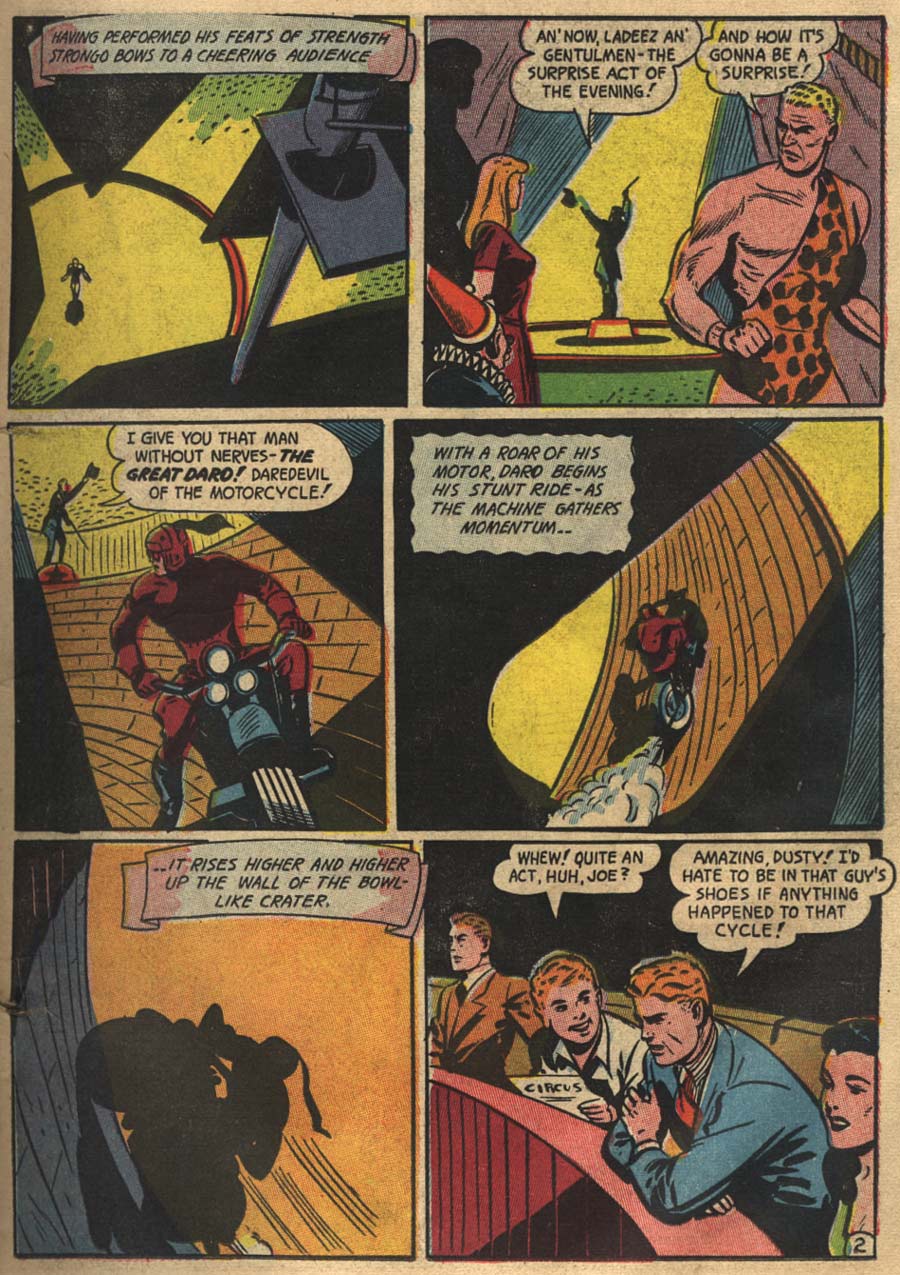 HAVING PERFORMED HIS FEATS OF STRENGTH
STRONGO BOWS TO A CHEERING AUDIENCE
AN' NOW, LADEEZ AN'
GENTULMEN-THE
SURPRISE ACT OF
THE EVENING!
AND HOW IT'S
GONNA BE A
SURPRISE!
I GIVE YOU THAT MAN
WITHOUT NERVES-THE
GREAT DARO! DAREDEVIL
OF THE MOTORCYCLE!
WITH A ROAR OF HIS
MOTOR, DARO BEGINS
HIS STUNT RIDE-AS
THE MACHINE GATHERS
MOMENTUM--
...IT RISES HIGHER AND HIGHER
UP THE WALL OF THE BOWL-
LIKE CRATER.
WHEW! QUITE AN
ACT, HUH, JOE?
AMAZING, DUSTY! I'D
HATE TO BE IN THAT GUY'S
SHOES IF ANYTHING
HAPPENED TO THAT
CYCLE!
CIRCUS
2